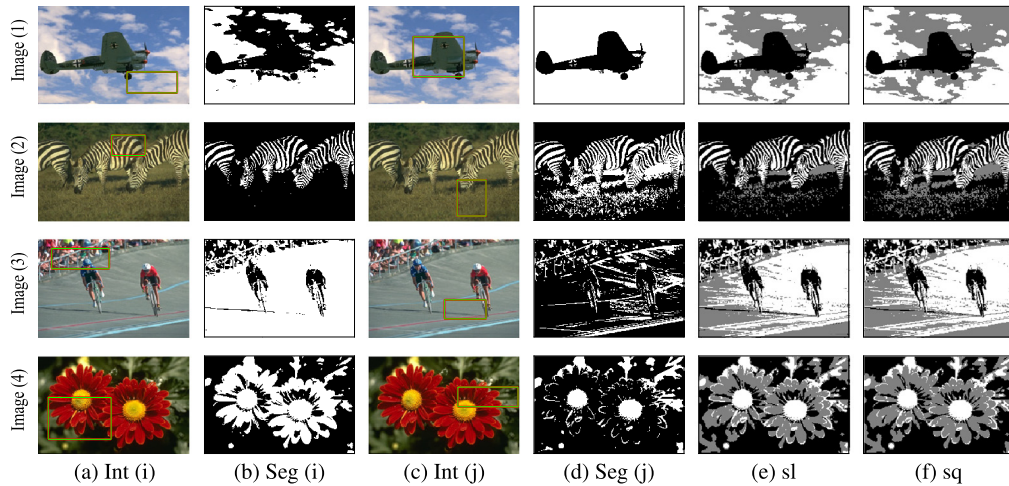 Image (1)
Image (2)
Image (3)
Image (4)
(a) Int (i) (b) Seg (i) (c) Int (j) (d) Seg (j) (e) sl (f) sq